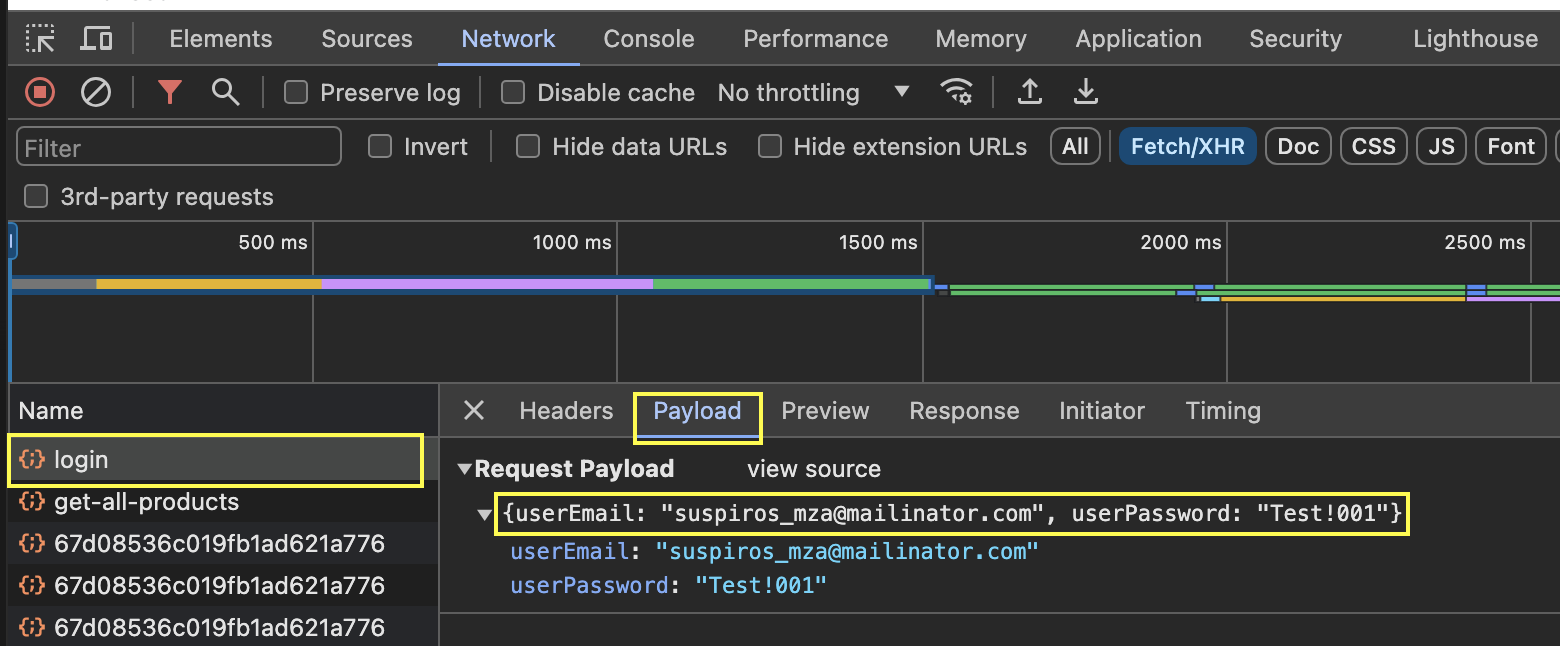 Elements Sources Network Console Performance Memory Application Security Lighthouse
Preserve log Disable cache No throttling
Filter Invert Hide data URLs Hide extension URLs All Fetch/XHR Doc CSS JS Font
3rd-party requests
500 ms 1000 ms 1500 ms 2000 ms 2500 ms
Name
login
get-all-products
67d08536c019fb1ad621a776
67d08536c019fb1ad621a776
67d08536c019fb1ad621a776
Headers Payload Preview Response Initiator Timing
Request Payload view source
{userEmail: "suspiros_mza@mailinator.com", userPassword: "Test!001"}
userEmail: "suspiros_mza@mailinator.com"
userPassword: "Test!001"